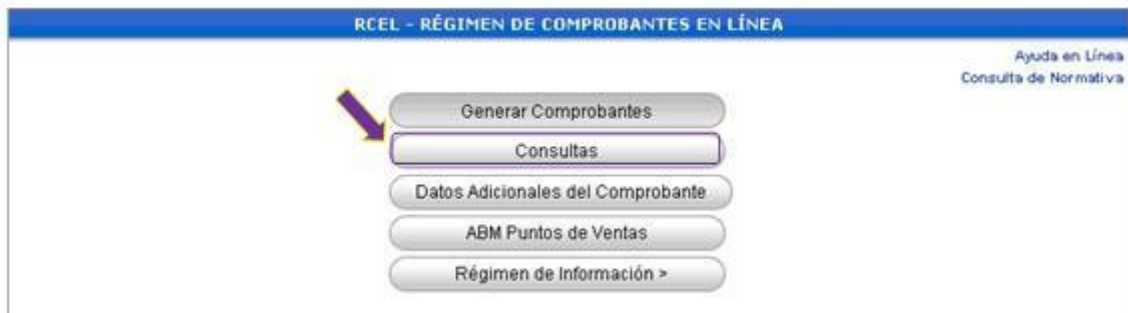 RCEL - RÉGIMEN DE COMPROBANTES EN LÍNEA
Ayuda en Línea
Consulta de Normativa
Generar Comprobantes
Consultas
Datos Adicionales del Comprobante
ABM Puntos de Ventas
Régimen de Información >